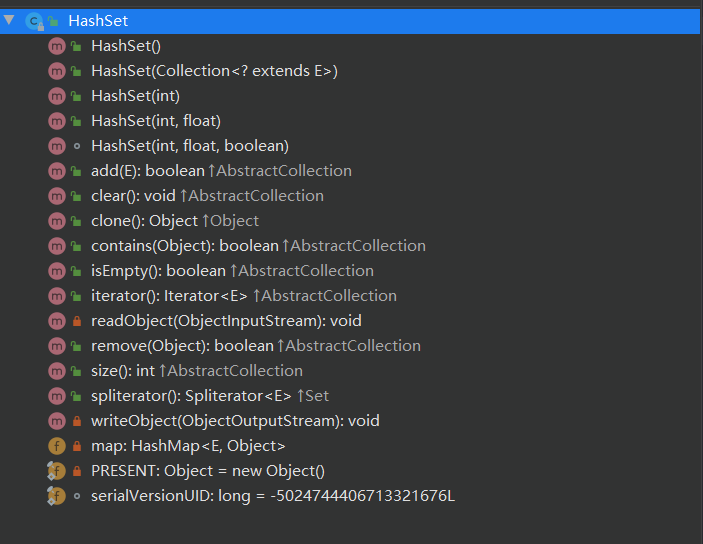 HashSet
HashSet()
HashSet(Collection<? extends E>)
HashSet(int)
HashSet(int, float)
HashSet(int, float, boolean)
add(E): boolean ↑AbstractCollection
clear(): void ↑AbstractCollection
clone(): Object ↑Object
contains(Object): boolean ↑AbstractCollection
isEmpty(): boolean ↑AbstractCollection
iterator(): Iterator<E> ↑AbstractCollection
readObject(ObjectInputStream): void
remove(Object): boolean ↑AbstractCollection
size(): int ↑AbstractCollection
spliterator(): Spliterator<E> ↑Set
writeObject(ObjectOutputStream): void
map: HashMap<E, Object>
PRESENT: Object = new Object()
serialVersionUID: long = -5024744406713321676L